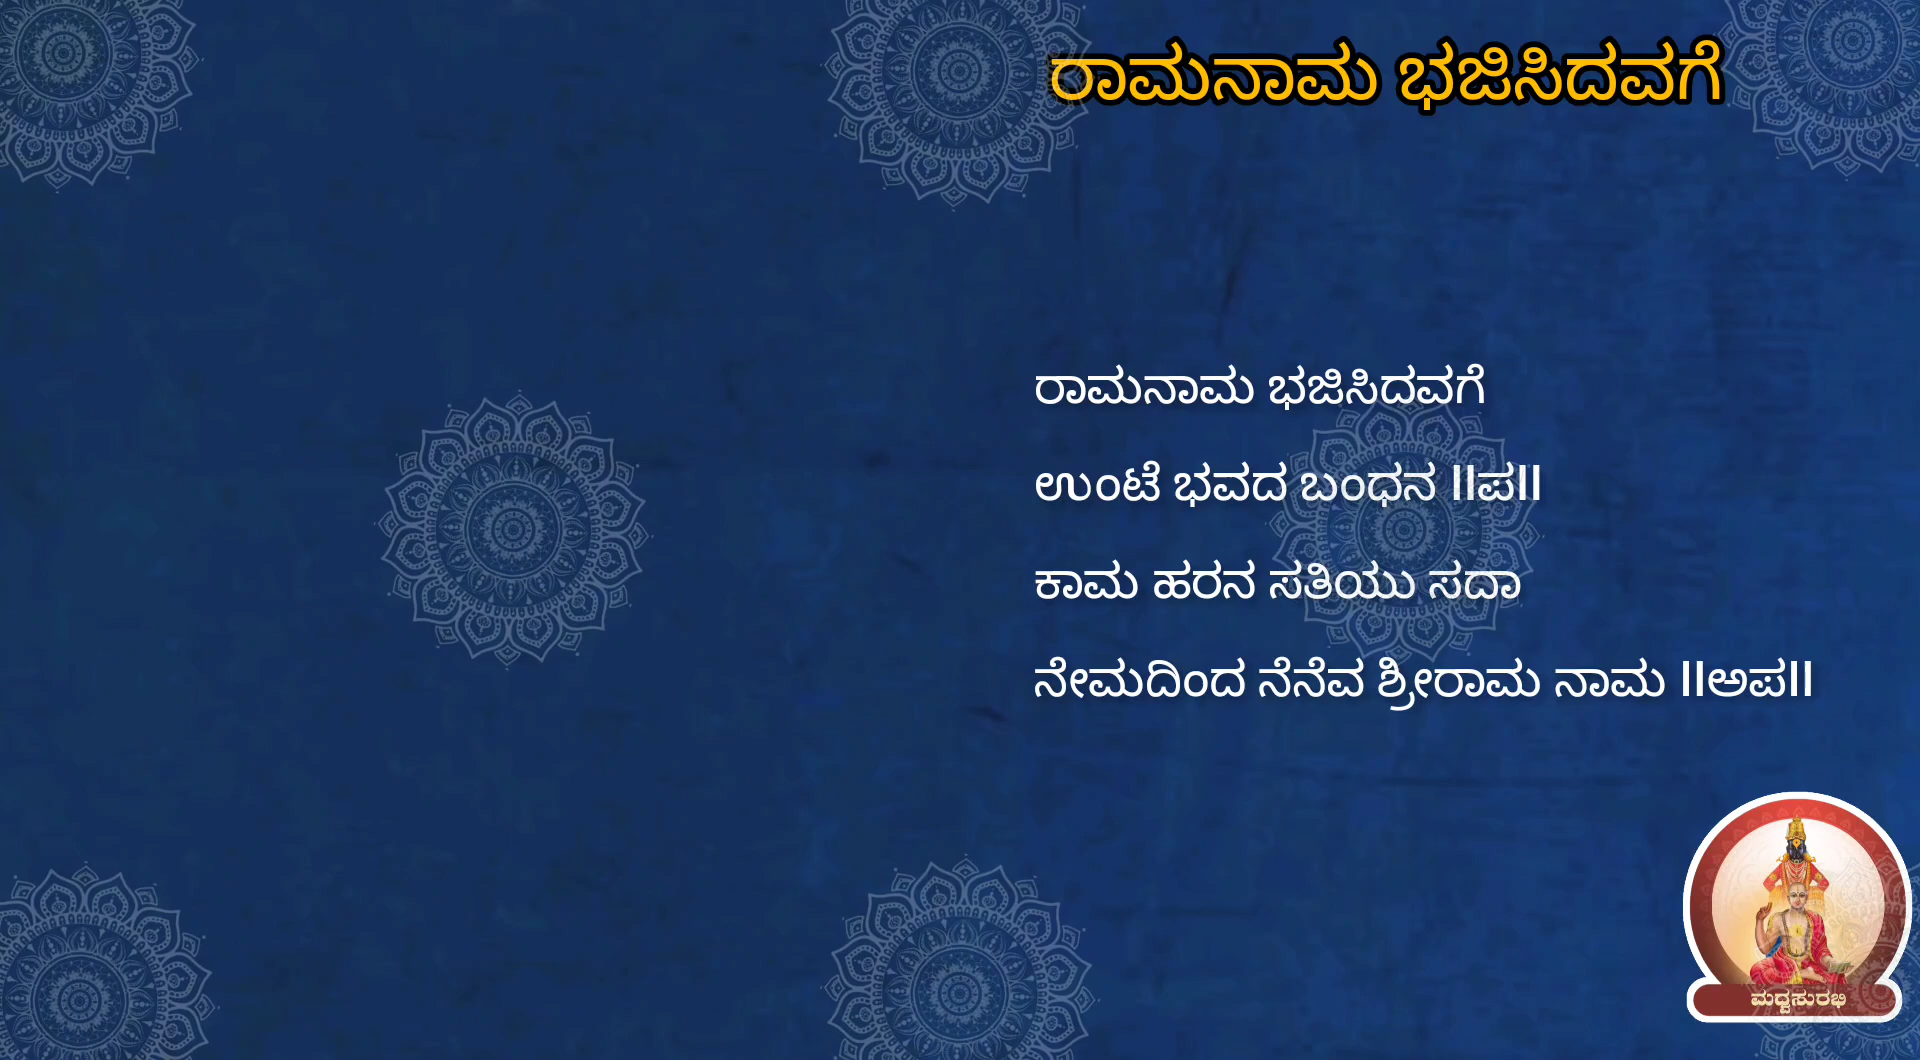 ರಾಮನಾಮ ಭಜಿಸಿದವಗೆ
ರಾಮನಾಮ ಭಜಿಸಿದವಗೆ
ಉಂಟೆ ಭವದ ಬಂಧನ ||ಪ||
ಕಾಮ ಹರನ ಸತಿಯು ಸದಾ
ನೇಮದಿಂದ ನೆನೆವ ಶ್ರೀರಾಮ ನಾಮ ||ಅಪ||
ಮಧ್ವಸುರಭಿ